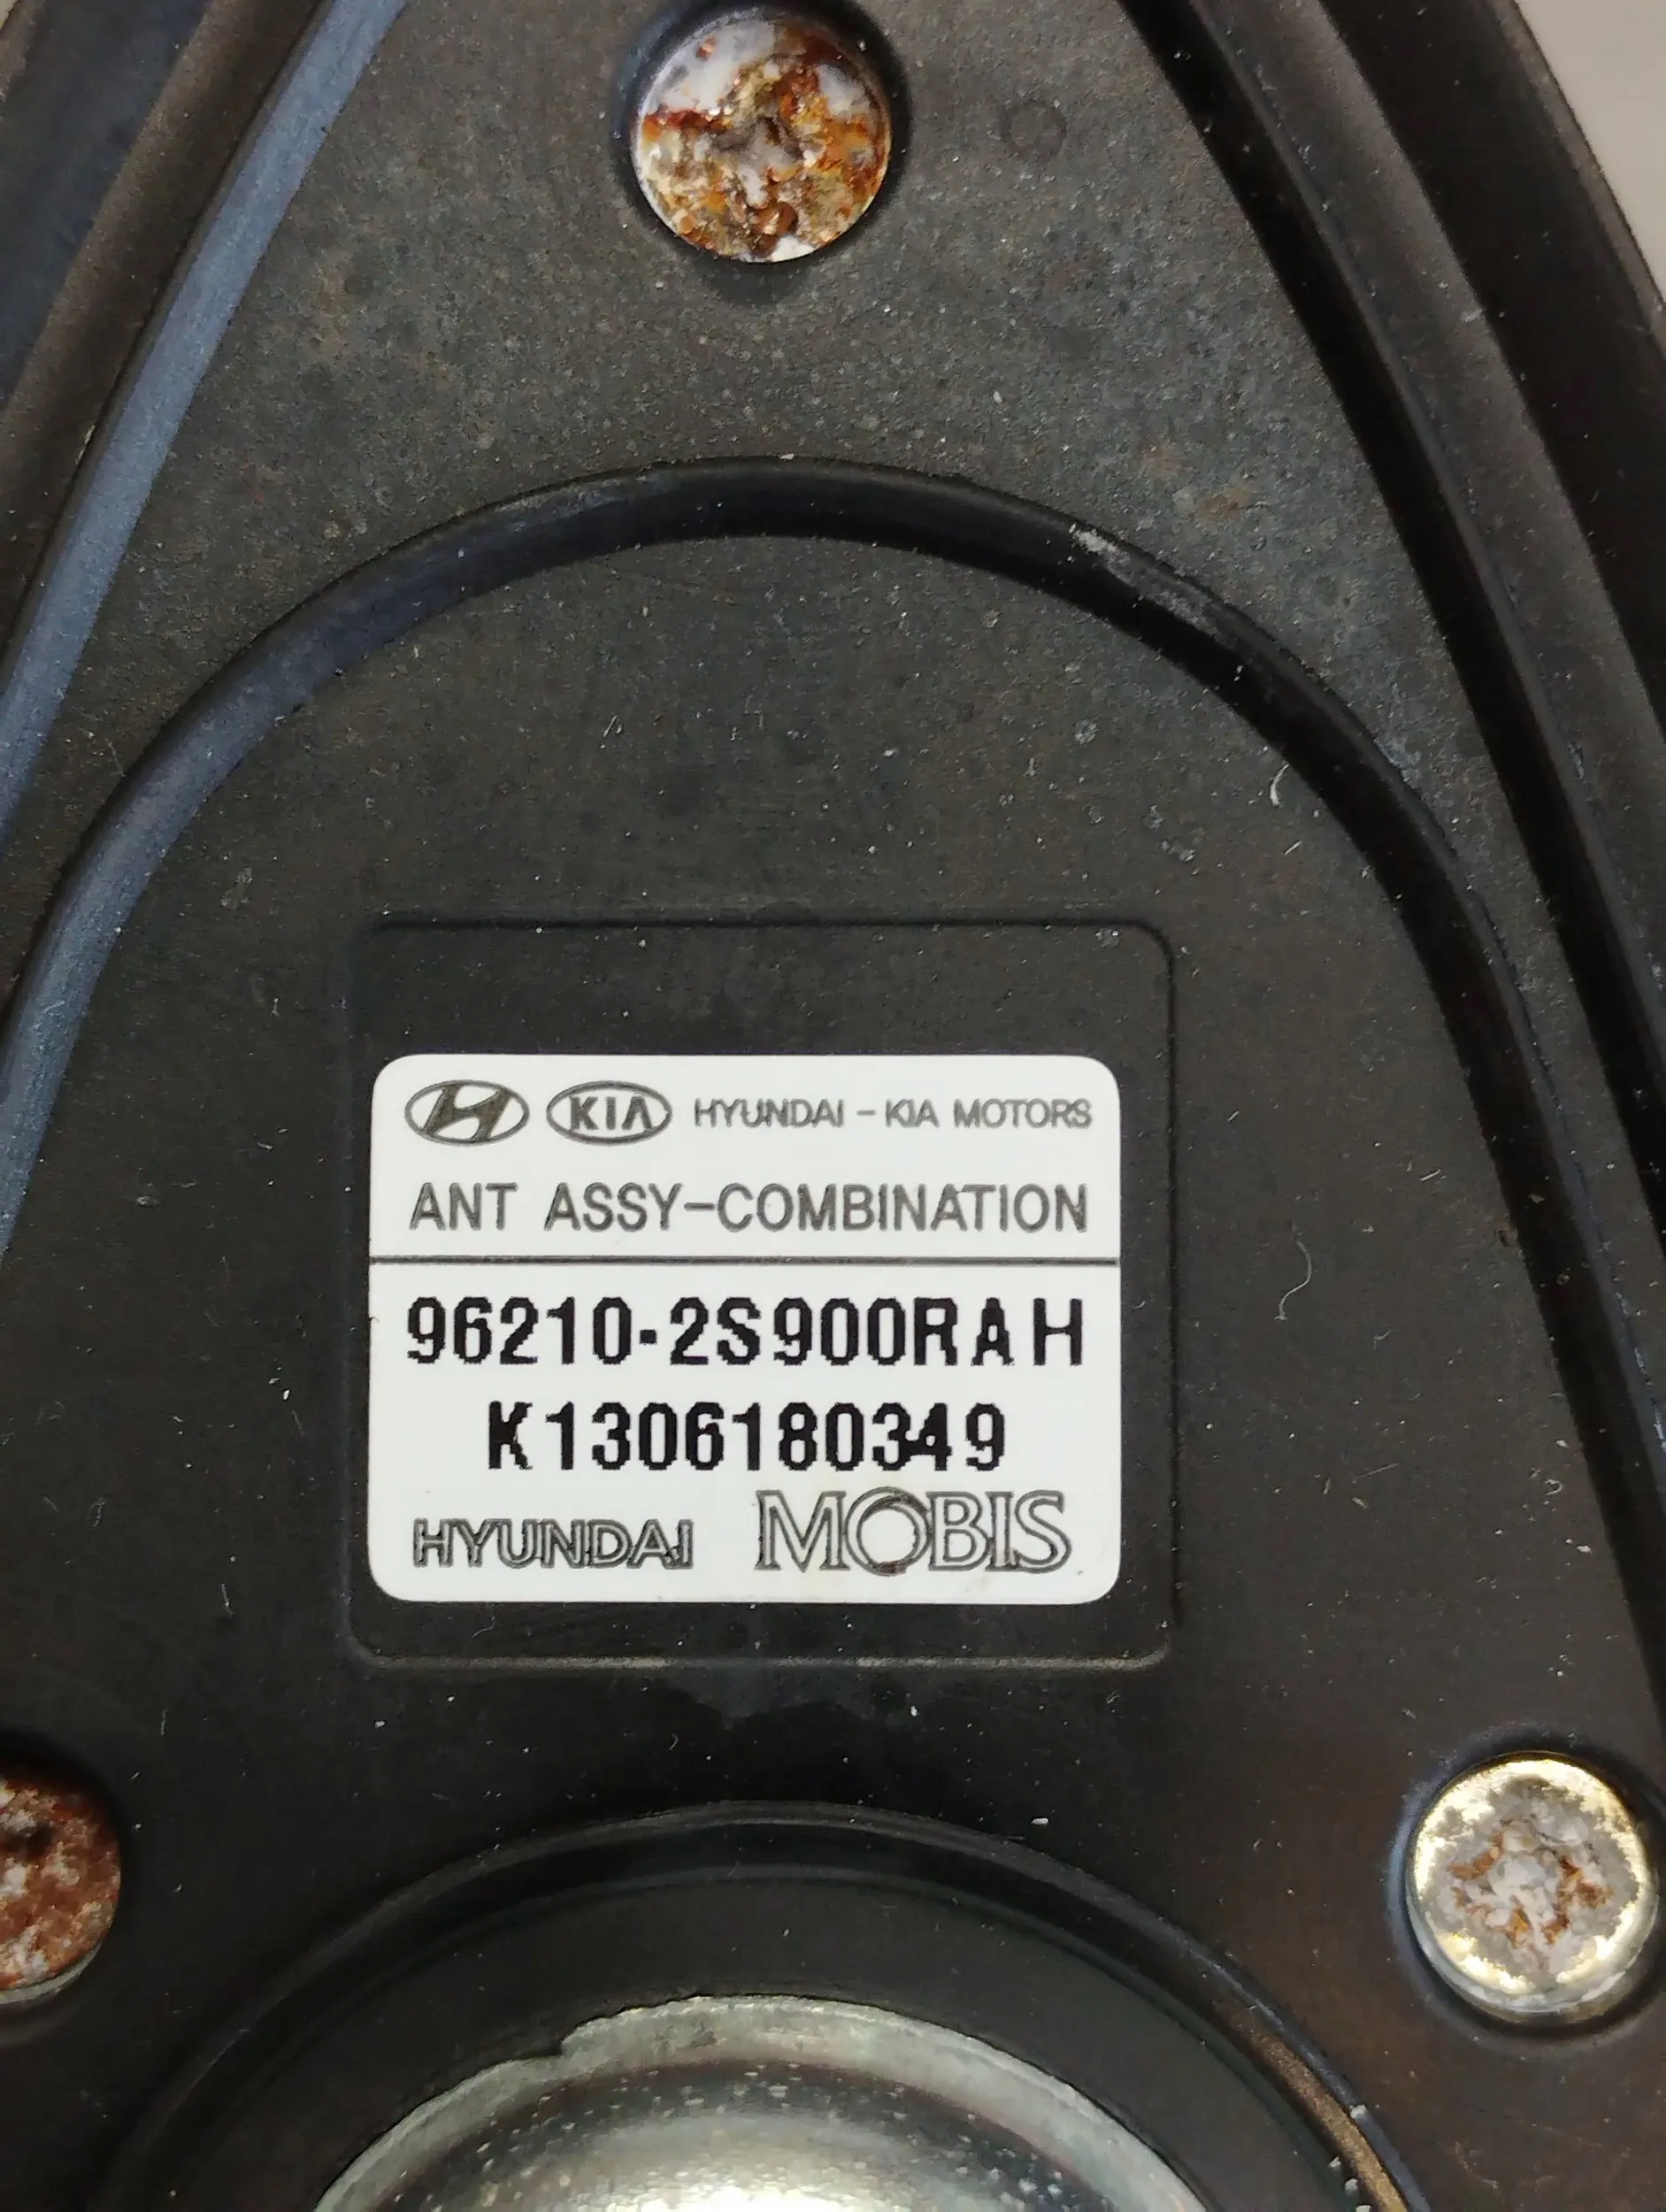 KIA HYUNDAI - KIA MOTORS
ANT ASSY-COMBINATION
96210-2S900RAH
K1306180349
HYUNDAI MOBIS